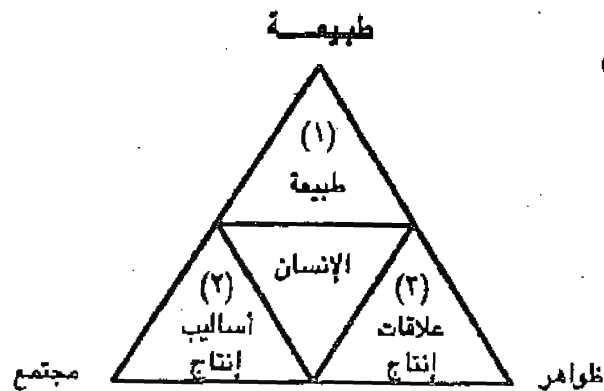 طبيعة
(١)
طبيعة
الإنسان
(٣)
علاقات
إنتاج
(٢)
أساليب
إنتاج
ظواهر
مجتمع